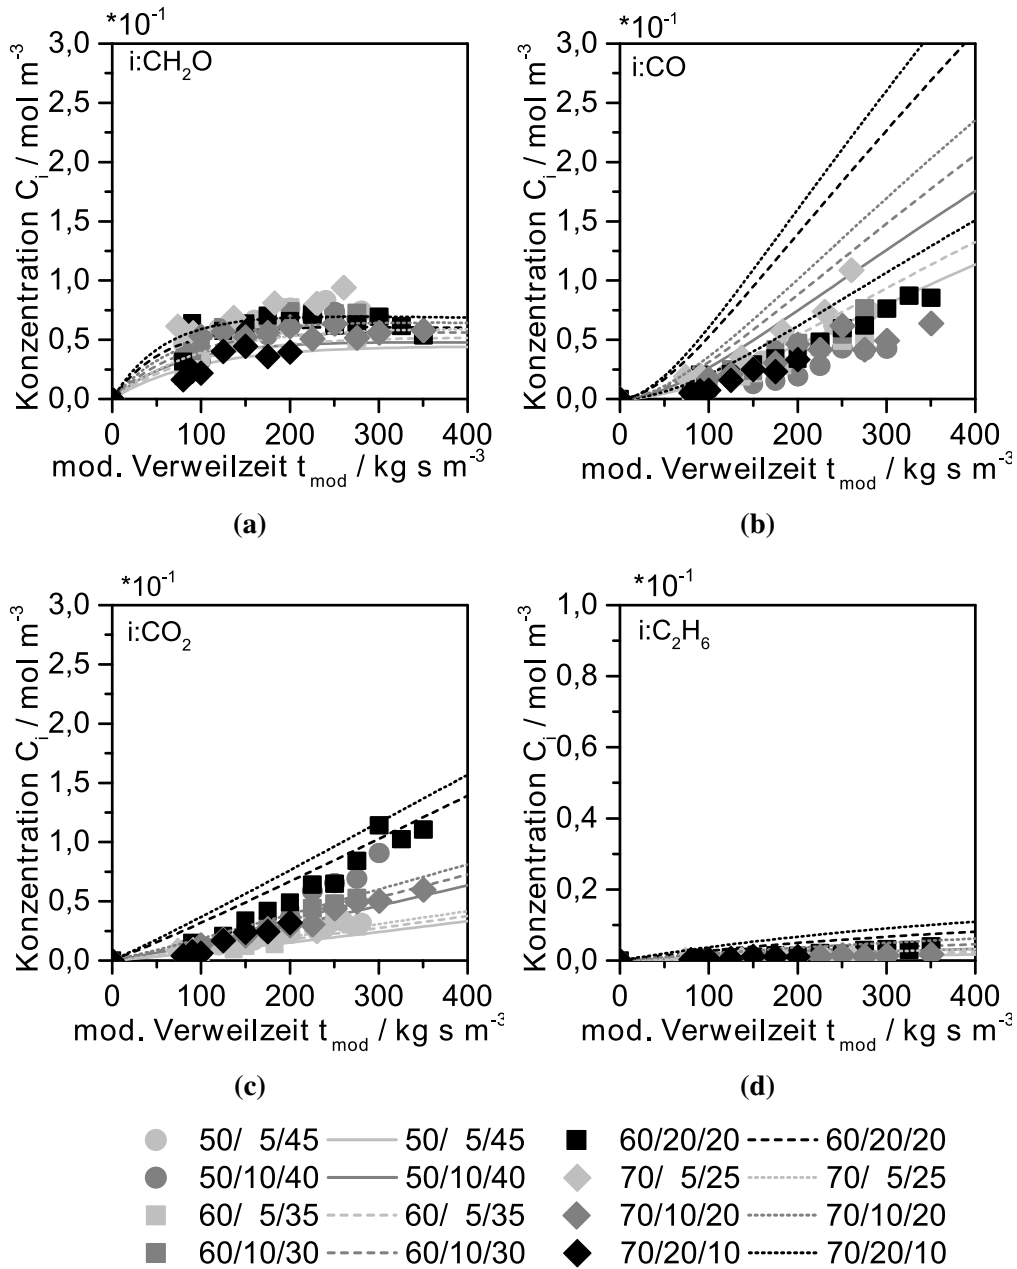 *10⁻¹
i:CH₂O
Konzentration Cᵢ / mol m⁻³
3,0
2,5
2,0
1,5
1,0
0,5
0,0
0 100 200 300 400
mod. Verweilzeit t_mod / kg s m⁻³
(a)
*10⁻¹
i:CO
Konzentration Cᵢ / mol m⁻³
3,0
2,5
2,0
1,5
1,0
0,5
0,0
0 100 200 300 400
mod. Verweilzeit t_mod / kg s m⁻³
(b)
*10⁻¹
i:CO₂
Konzentration Cᵢ / mol m⁻³
3,0
2,5
2,0
1,5
1,0
0,5
0,0
0 100 200 300 400
mod. Verweilzeit t_mod / kg s m⁻³
(c)
*10⁻¹
i:C₂H₆
Konzentration Cᵢ / mol m⁻³
1,0
0,8
0,6
0,4
0,2
0,0
0 100 200 300 400
mod. Verweilzeit t_mod / kg s m⁻³
(d)
50/ 5/45 50/ 5/45 60/20/20 60/20/20
50/10/40 50/10/40 70/ 5/25 70/ 5/25
60/ 5/35 60/ 5/35 70/10/20 70/10/20
60/10/30 60/10/30 70/20/10 70/20/10